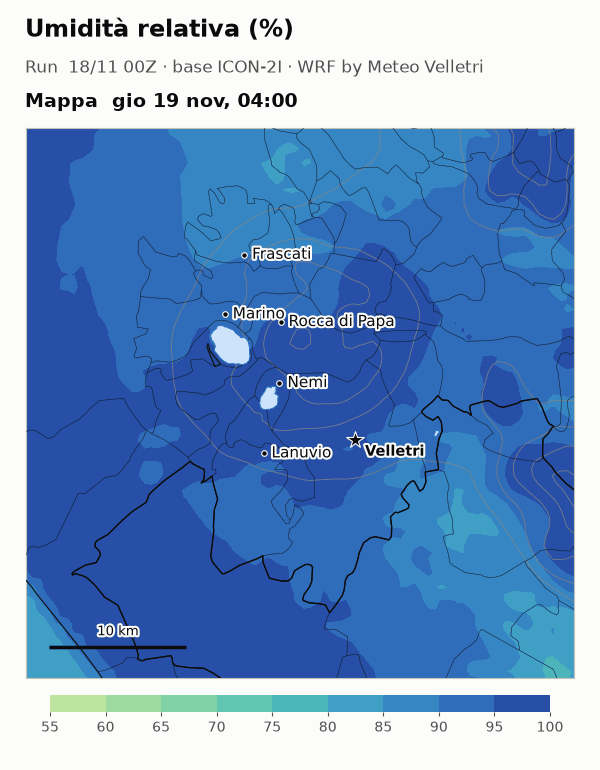 Umidità relativa (%)
Run  18/11 00Z · base ICON-2I · WRF by Meteo Velletri
Mappa  gio 19 nov, 04:00
Frascati
Marino
Rocca di Papa
Nemi
Velletri
Lanuvio
10 km
55 60 65 70 75 80 85 90 95 100